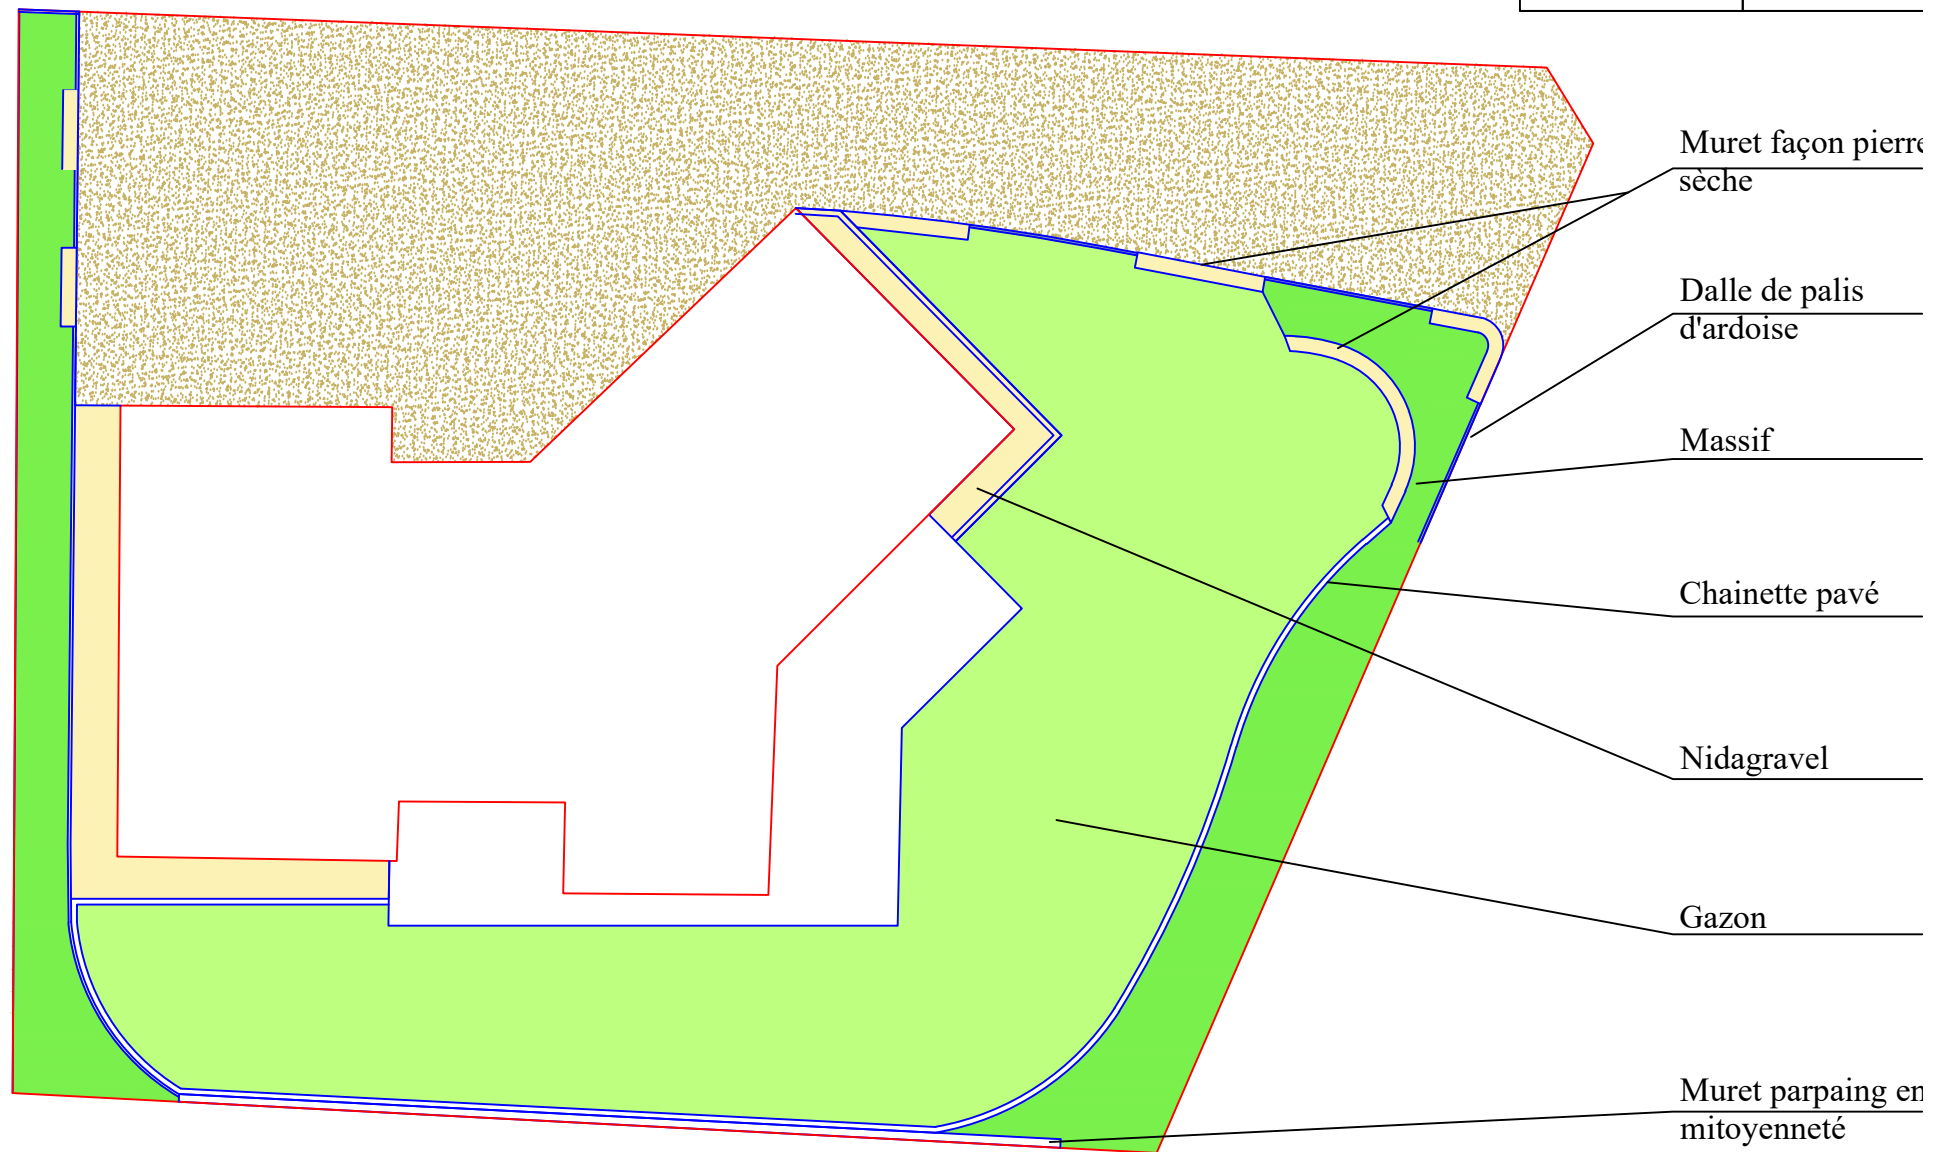 Muret façon pierre
sèche
Dalle de palis
d'ardoise
Massif
Chainette pavé
Nidagravel
Gazon
Muret parpaing en
mitoyenneté